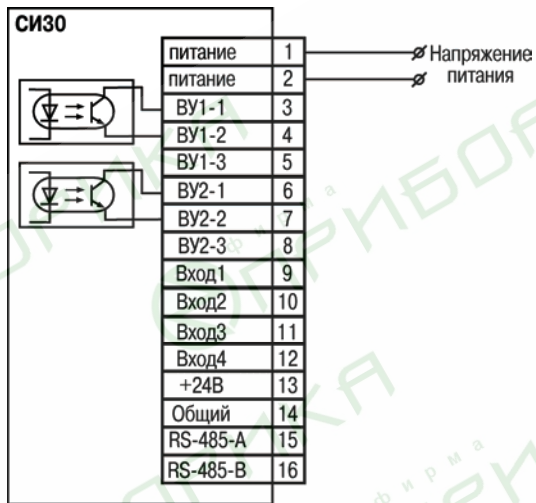 СИ30
питание 1
питание 2
Напряжение
питания
ВУ1-1 3
ВУ1-2 4
ВУ1-3 5
ВУ2-1 6
ВУ2-2 7
ВУ2-3 8
Вход1 9
Вход2 10
Вход3 11
Вход4 12
+24В 13
Общий 14
RS-485-А 15
RS-485-В 16
фирма
ОПРИБОР